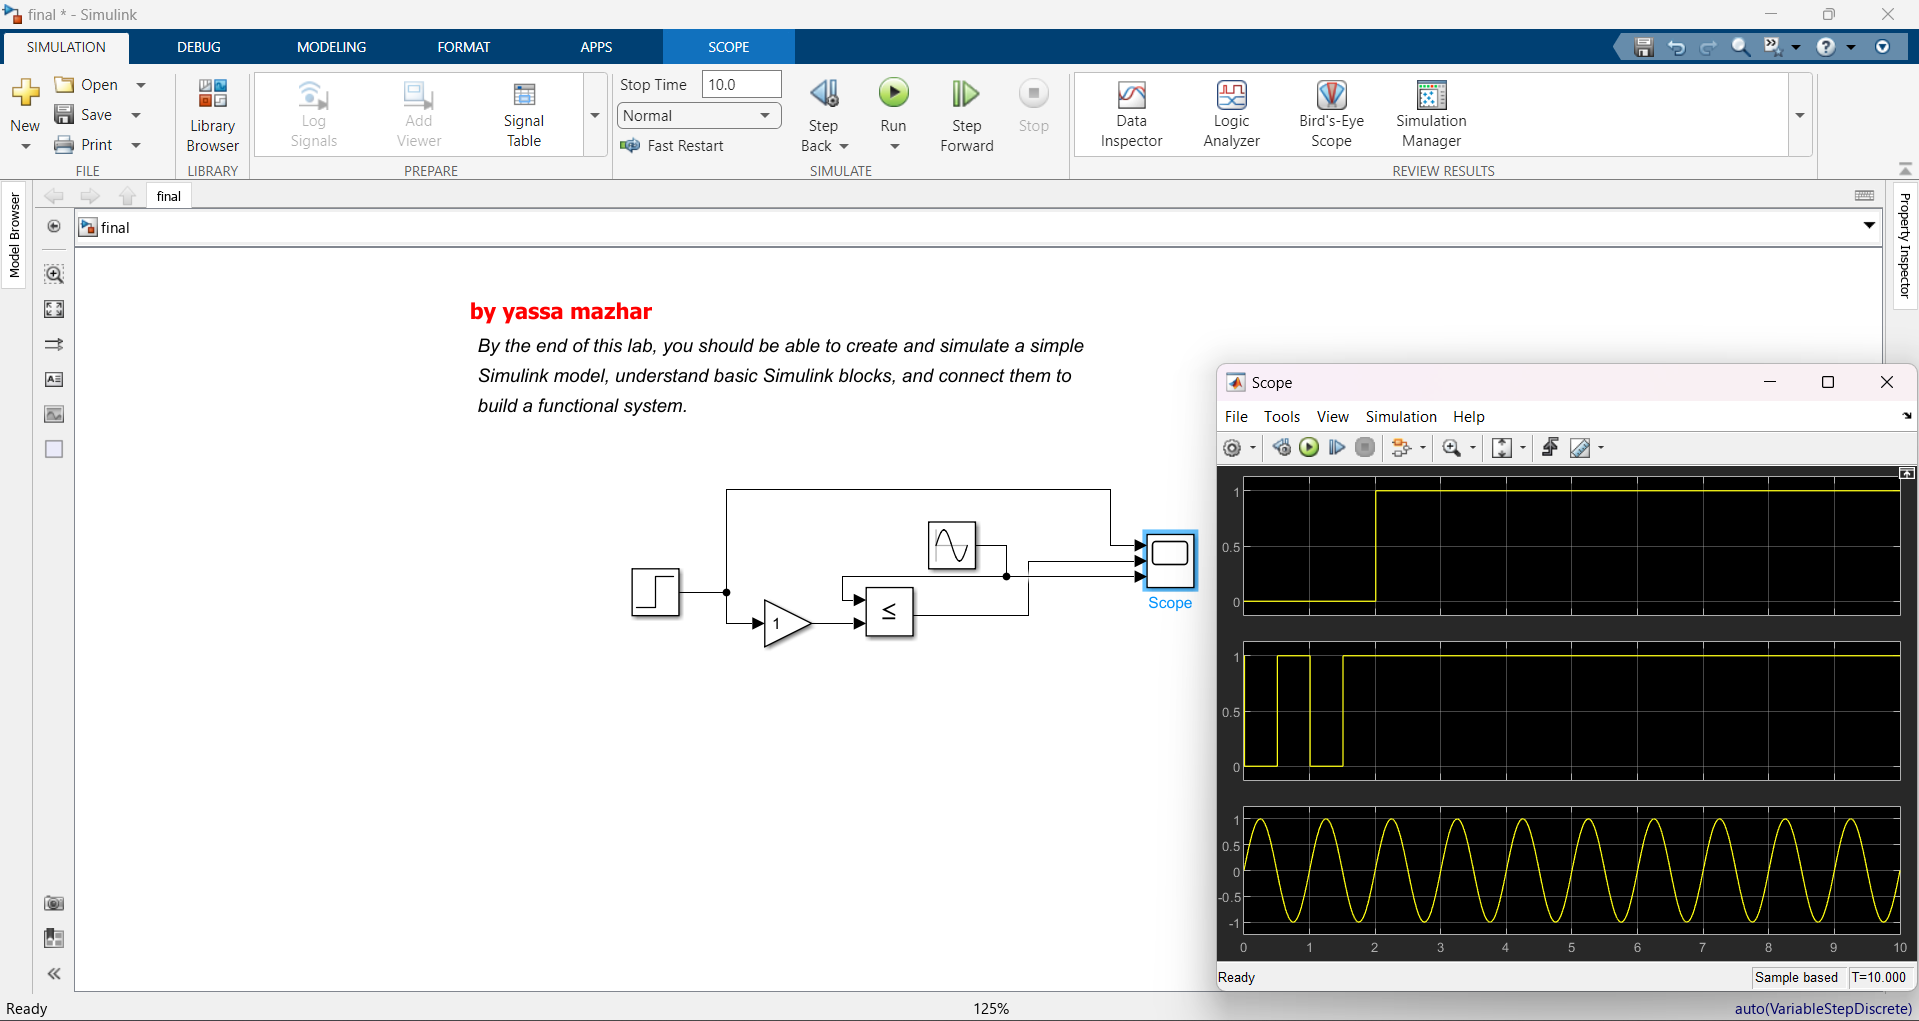 final * - Simulink
SIMULATION DEBUG MODELING FORMAT APPS SCOPE
New
Open
Save
Print
FILE
Library
Browser
LIBRARY
Log
Signals
Add
Viewer
Signal
Table
PREPARE
Stop Time 10.0
Normal
Fast Restart
Step
Back
Run
Step
Forward
Stop
SIMULATE
Data
Inspector
Logic
Analyzer
Bird's-Eye
Scope
Simulation
Manager
REVIEW RESULTS
Model Browser
final
final
Property Inspector
by yassa mazhar
By the end of this lab, you should be able to create and simulate a simple
Simulink model, understand basic Simulink blocks, and connect them to
build a functional system.
1
≤
Scope
Scope
File Tools View Simulation Help
1
0.5
0
1
0.5
0
1
0.5
0
-0.5
-1
0 1 2 3 4 5 6 7 8 9 10
Ready Sample based T=10.000
Ready 125% auto(VariableStepDiscrete)